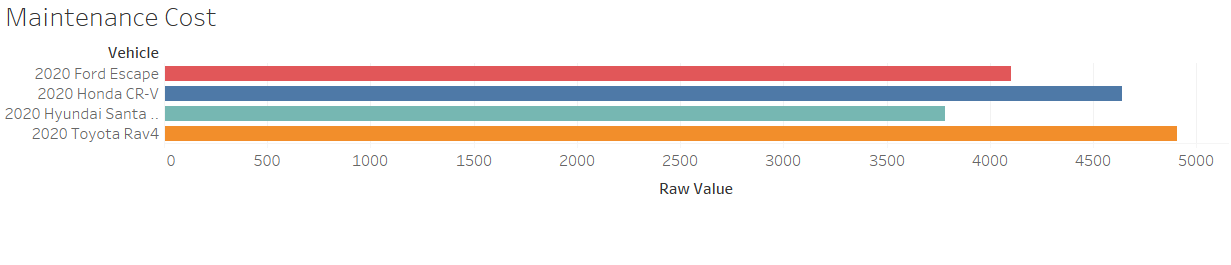 Maintenance Cost
Vehicle
2020 Ford Escape
2020 Honda CR-V
2020 Hyundai Santa ..
2020 Toyota Rav4
0 500 1000 1500 2000 2500 3000 3500 4000 4500 5000
Raw Value